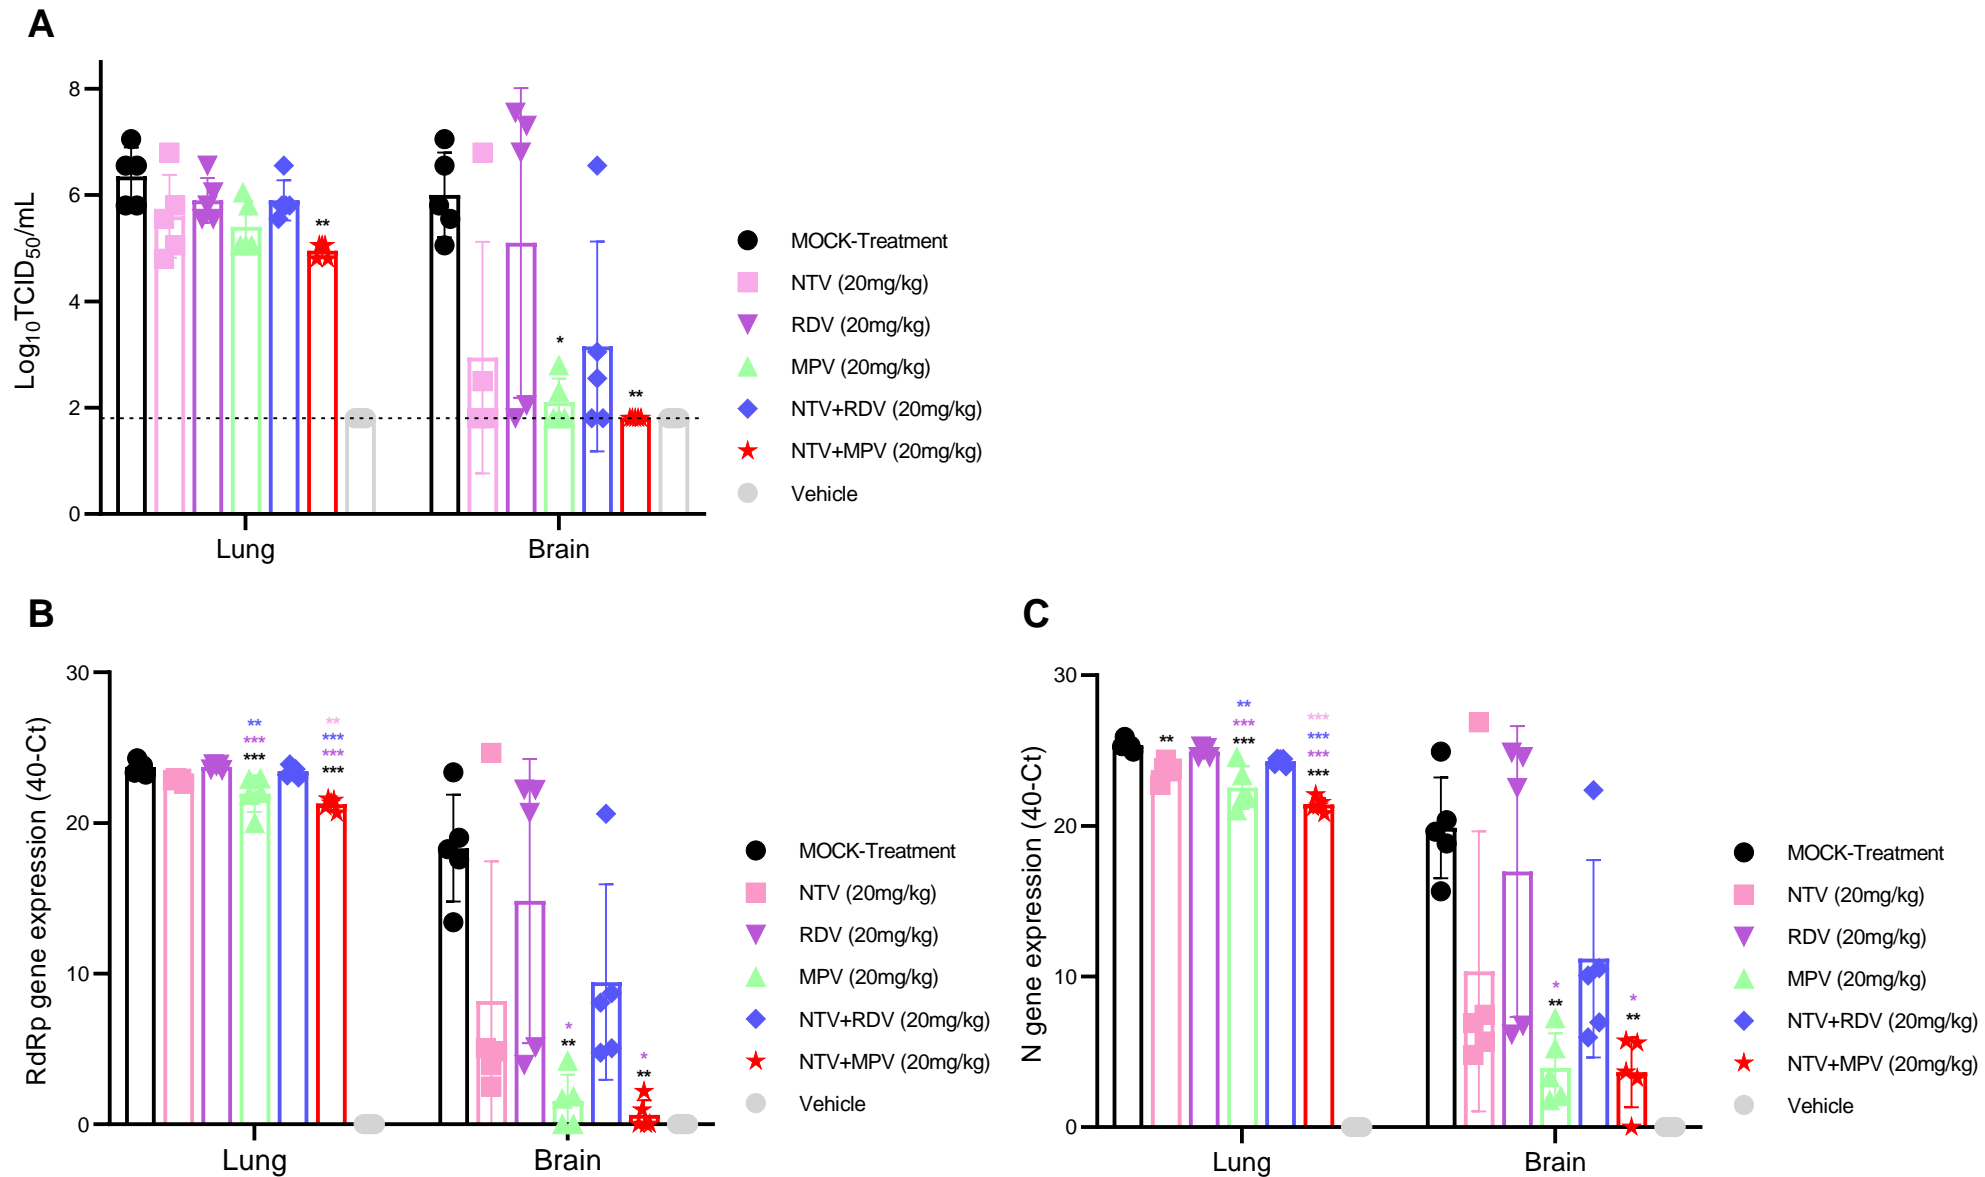 A
Log10TCID50/mL
8
6
4
2
0
**
*
**
Lung
Brain
MOCK-Treatment
NTV (20mg/kg)
RDV (20mg/kg)
MPV (20mg/kg)
NTV+RDV (20mg/kg)
NTV+MPV (20mg/kg)
Vehicle
B
RdRp gene expression (40-Ct)
30
20
10
0
**
***
***
**
***
***
***
*
**
*
**
Lung
Brain
MOCK-Treatment
NTV (20mg/kg)
RDV (20mg/kg)
MPV (20mg/kg)
NTV+RDV (20mg/kg)
NTV+MPV (20mg/kg)
Vehicle
C
N gene expression (40-Ct)
30
20
10
0
**
**
***
***
***
***
***
***
*
**
*
**
Lung
Brain
MOCK-Treatment
NTV (20mg/kg)
RDV (20mg/kg)
MPV (20mg/kg)
NTV+RDV (20mg/kg)
NTV+MPV (20mg/kg)
Vehicle